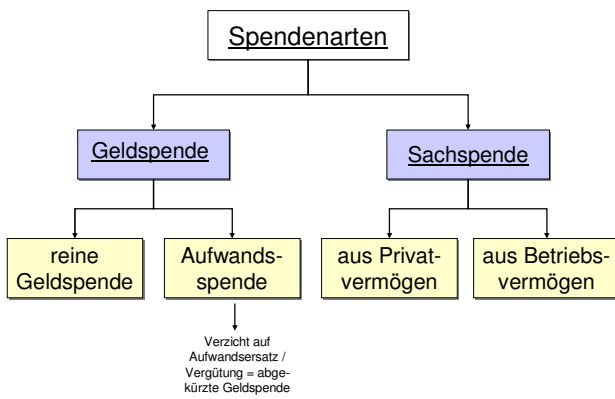 Spendenarten
Geldspende
Sachspende
reine
Geldspende
Aufwands-
spende
aus Privat-
vermögen
aus Betriebs-
vermögen
Verzicht auf
Aufwandsersatz /
Vergütung = abge-
kürzte Geldspende